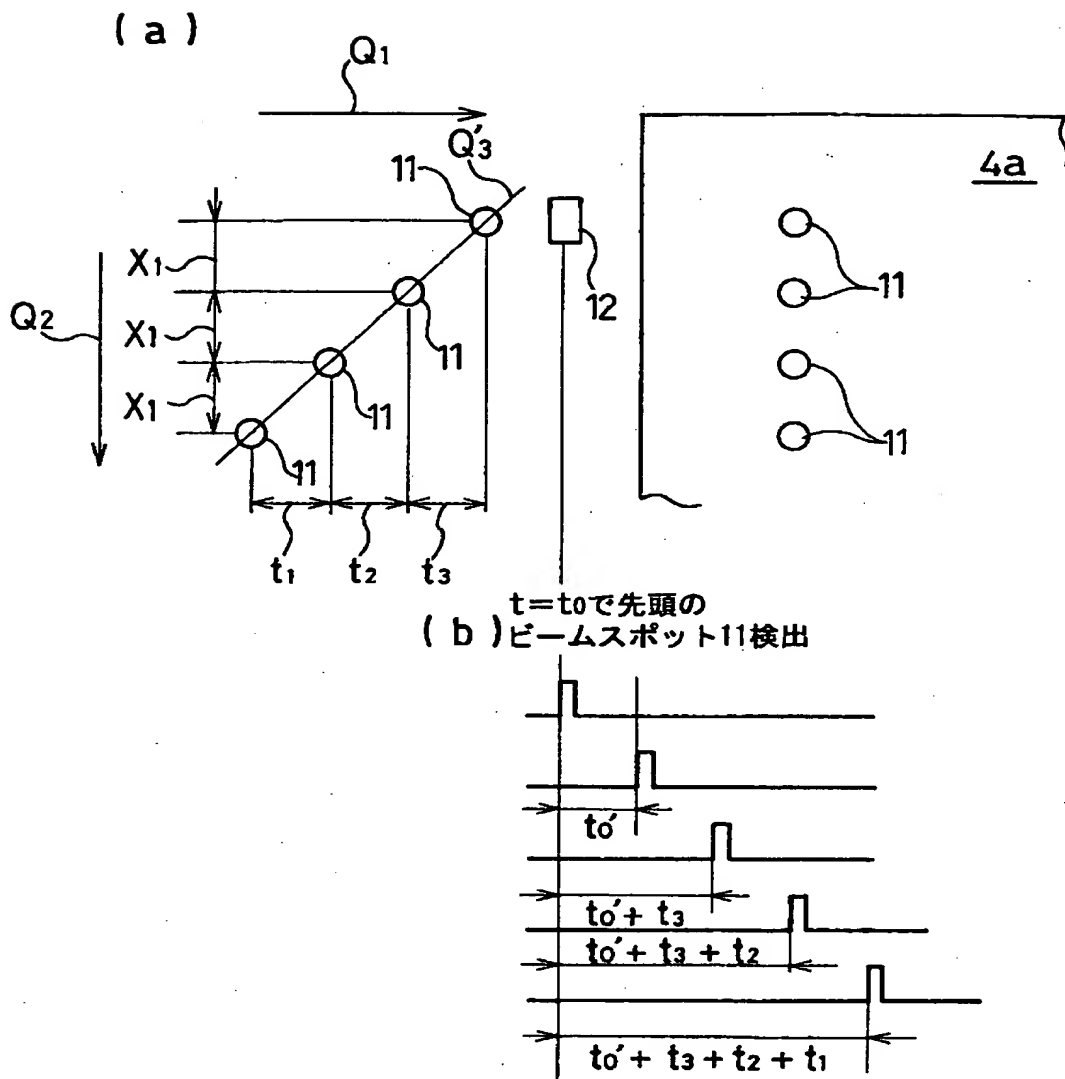 (a)
Q1
Q'3
4a
11
12
11
X1
11
Q2
X1
11
X1
11
11
t1
t2
t3
t=t0で先頭の
(b) ビームスポット11検出
t0'
t0'+t3
t0'+t3+t2
t0'+t3+t2+t1